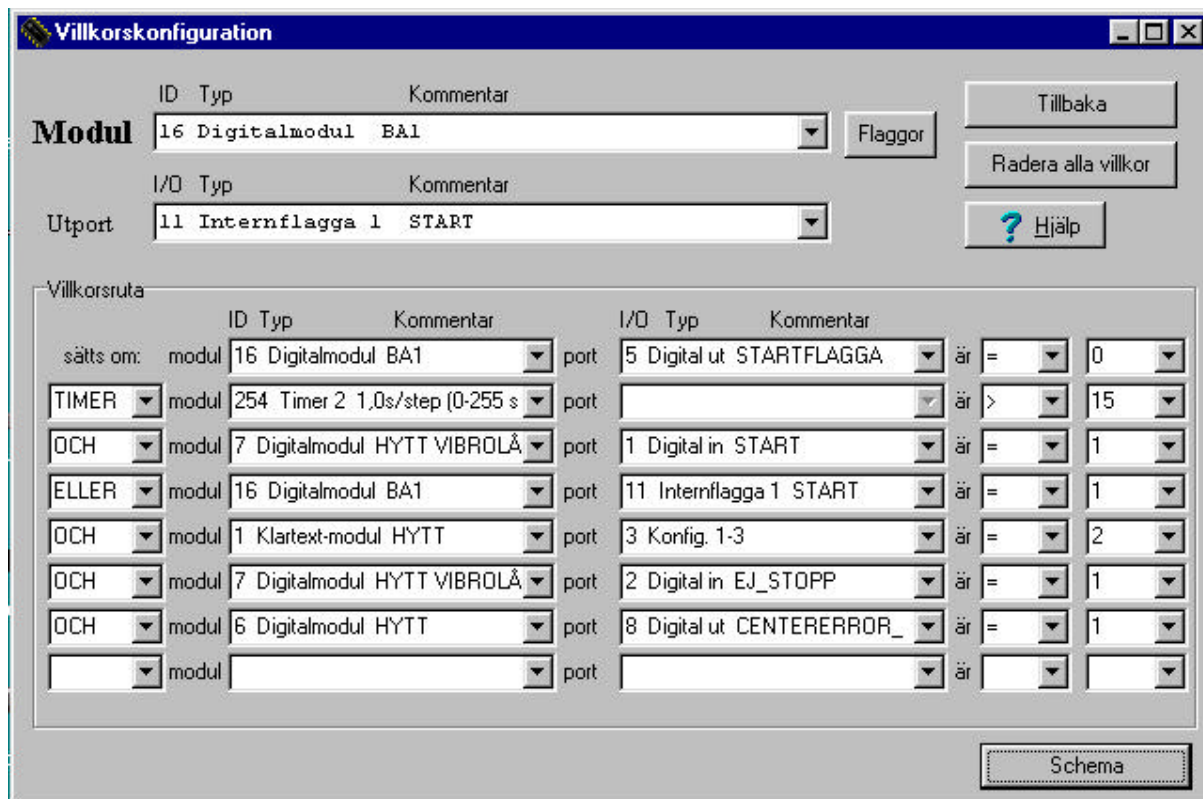 Villkorskonfiguration
ID Typ Kommentar
Modul 16 Digitalmodul BA1 Flaggor
Tillbaka
Radera alla villkor
I/O Typ Kommentar
Utport 11 Internflagga 1 START
? Hjälp
Villkorsruta
ID Typ Kommentar I/O Typ Kommentar
sätts om: modul 16 Digitalmodul BA1 port 5 Digital ut STARTFLAGGA är = 0
TIMER modul 254 Timer 2 1,0s/step (0-255 s port är > 15
OCH modul 7 Digitalmodul HYTT VIBROLÅ port 1 Digital in START är = 1
ELLER modul 16 Digitalmodul BA1 port 11 Internflagga 1 START är = 1
OCH modul 1 Klartext-modul HYTT port 3 Konfig. 1-3 är = 2
OCH modul 7 Digitalmodul HYTT VIBROLÅ port 2 Digital in EJ_STOPP är = 1
OCH modul 6 Digitalmodul HYTT port 8 Digital ut CENTERERROR_ är = 1
modul port är
Schema